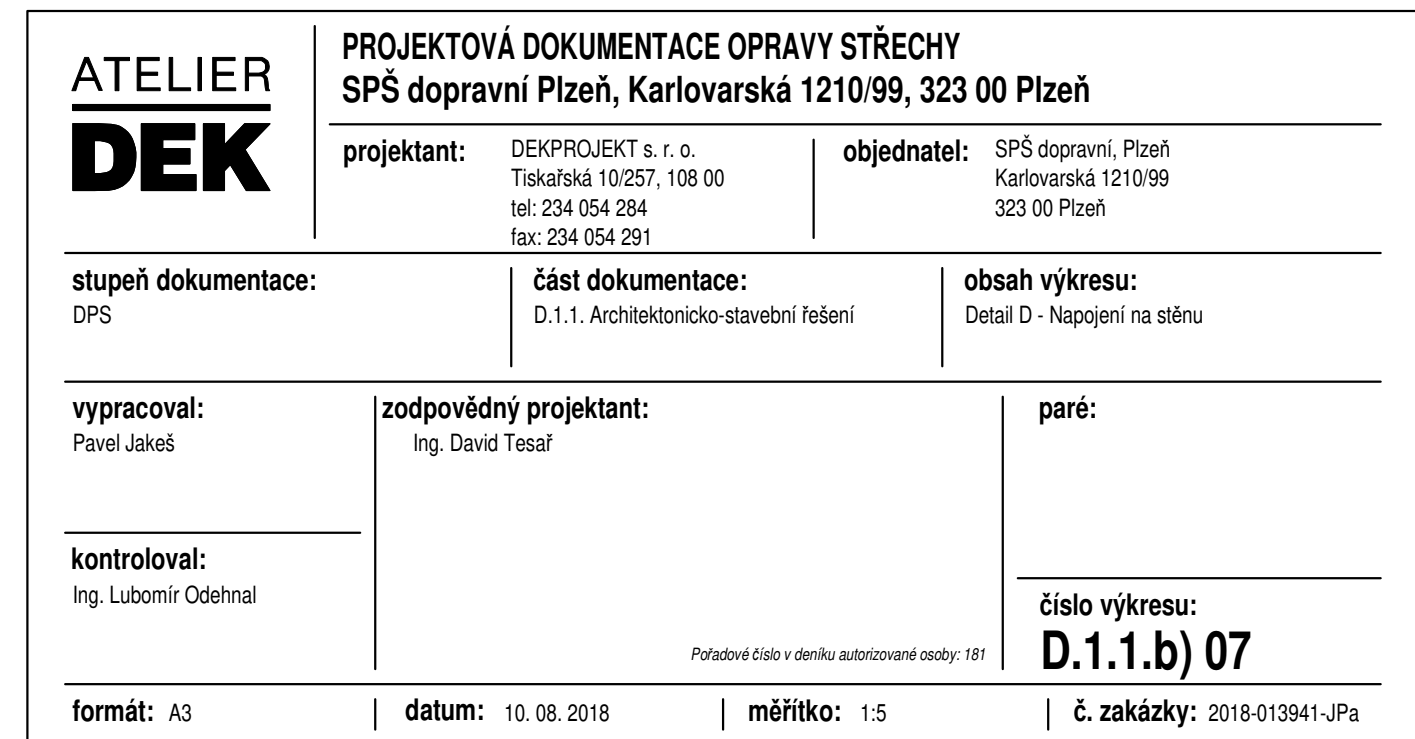 ATELIER
DEK
PROJEKTOVÁ DOKUMENTACE OPRAVY STŘECHY
SPŠ dopravní Plzeň, Karlovarská 1210/99, 323 00 Plzeň
projektant:
DEKPROJEKT s. r. o.
Tiskařská 10/257, 108 00
tel: 234 054 284
fax: 234 054 291
objednatel:
SPŠ dopravní, Plzeň
Karlovarská 1210/99
323 00 Plzeň
stupeň dokumentace:
DPS
část dokumentace:
D.1.1. Architektonicko-stavební řešení
obsah výkresu:
Detail D - Napojení na stěnu
vypracoval:
Pavel Jakeš
zodpovědný projektant:
Ing. David Tesař
paré:
kontroloval:
Ing. Lubomír Odehnal
Pořadové číslo v deníku autorizované osoby: 181
číslo výkresu:
D.1.1.b) 07
formát: A3
datum: 10. 08. 2018
měřítko: 1:5
č. zakázky: 2018-013941-JPa